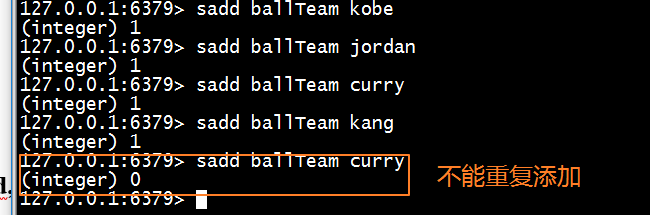 127.0.0.1:6379> sadd ballTeam kobe
(integer) 1
127.0.0.1:6379> sadd ballTeam jordan
(integer) 1
127.0.0.1:6379> sadd ballTeam curry
(integer) 1
127.0.0.1:6379> sadd ballTeam kang
(integer) 1
127.0.0.1:6379> sadd ballTeam curry
d, (integer) 0 不能重复添加
127.0.0.1:6379>